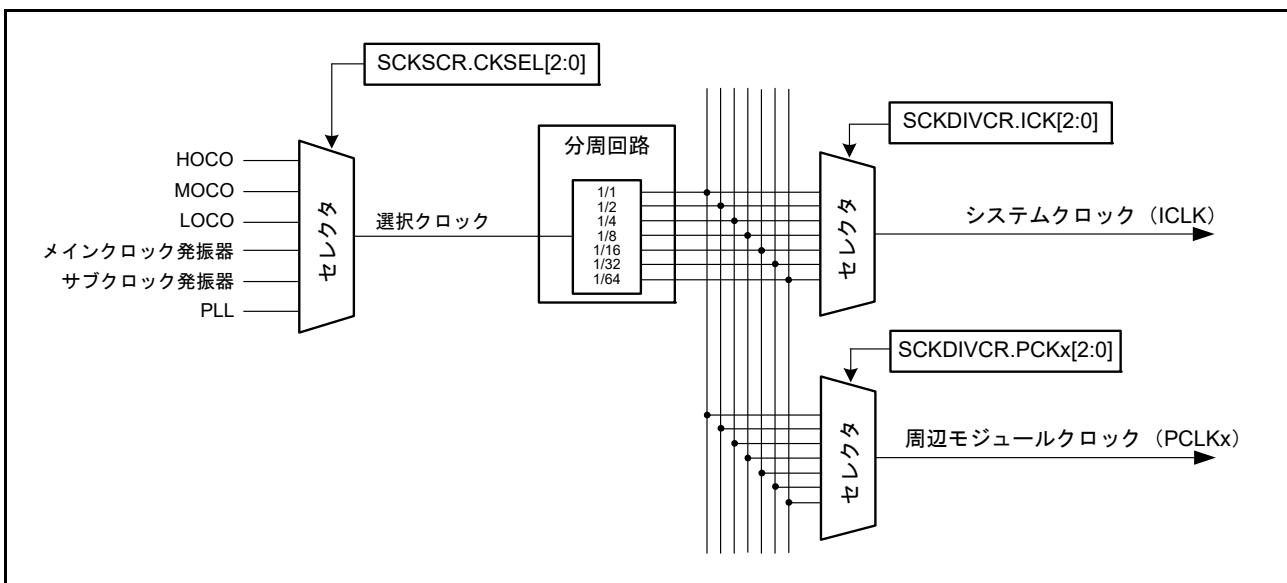 SCKSCR.CKSEL[2:0]
HOCO
MOCO
LOCO
メインクロック発振器
サブクロック発振器
PLL
セレクタ
選択クロック
分周回路
1/1
1/2
1/4
1/8
1/16
1/32
1/64
SCKDIVCR.ICK[2:0]
セレクタ
システムクロック（ICLK）
SCKDIVCR.PCKx[2:0]
セレクタ
周辺モジュールクロック（PCLKx）